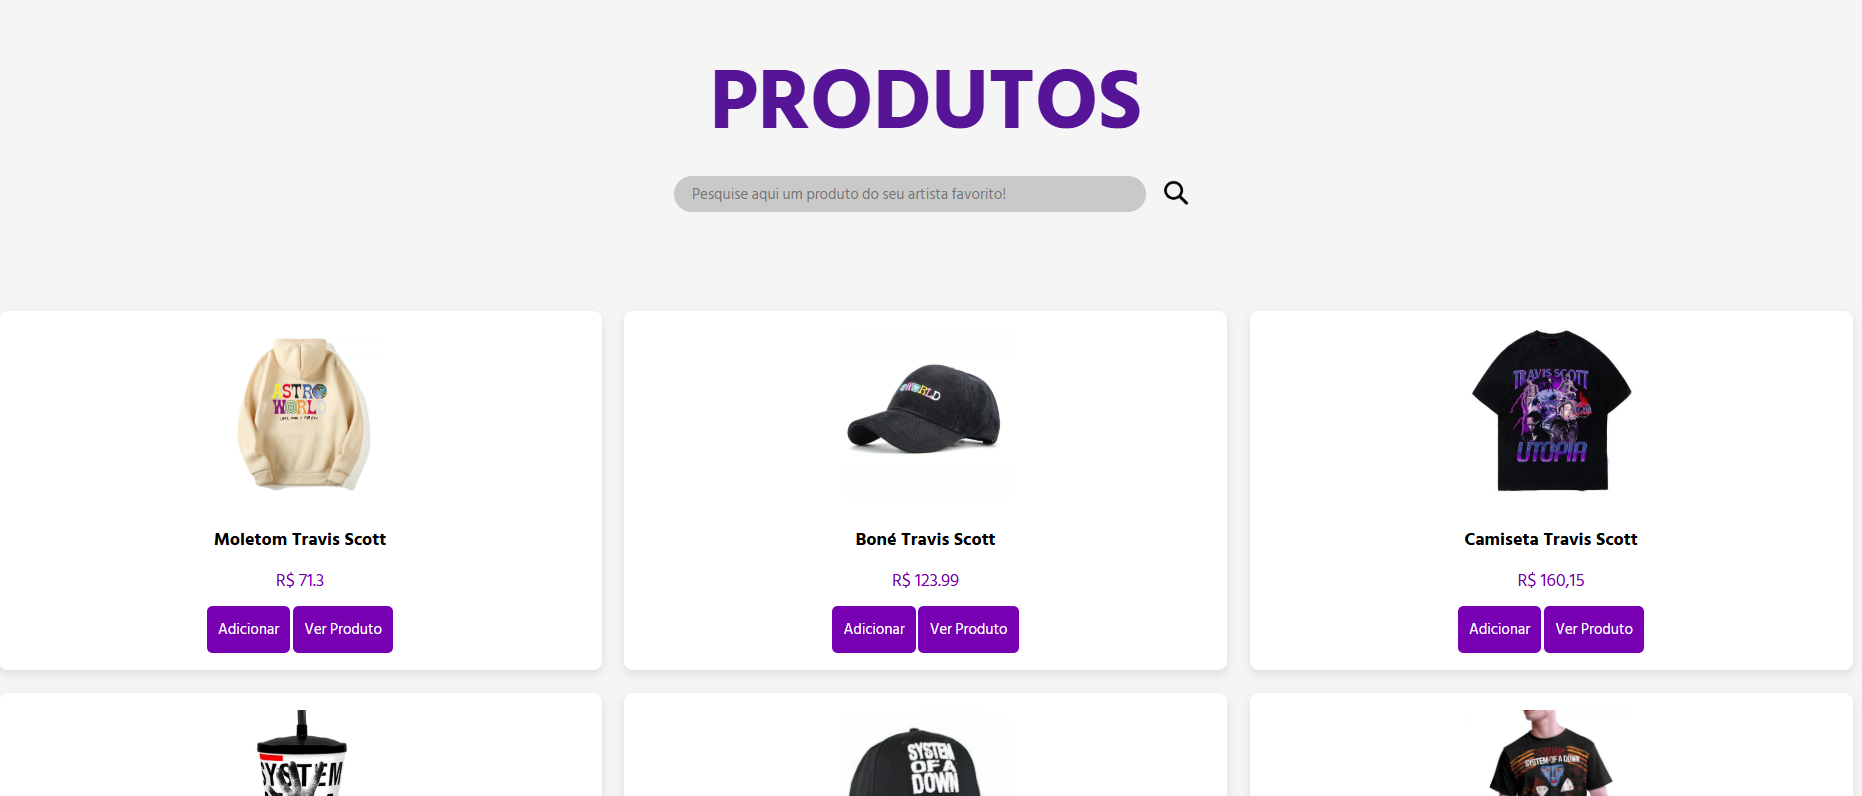 PRODUTOS
Pesquise aqui um produto do seu artista favorito!
ASTRO
WORLD
WORLD
TRAVIS SCOTT
UTOPIA
Moletom Travis Scott
Boné Travis Scott
Camiseta Travis Scott
R$ 71.3
R$ 123.99
R$ 160,15
Adicionar Ver Produto
Adicionar Ver Produto
Adicionar Ver Produto
SYSTEM
SYSTEM
OF A
DOWN
SYSTEM OF A DOWN